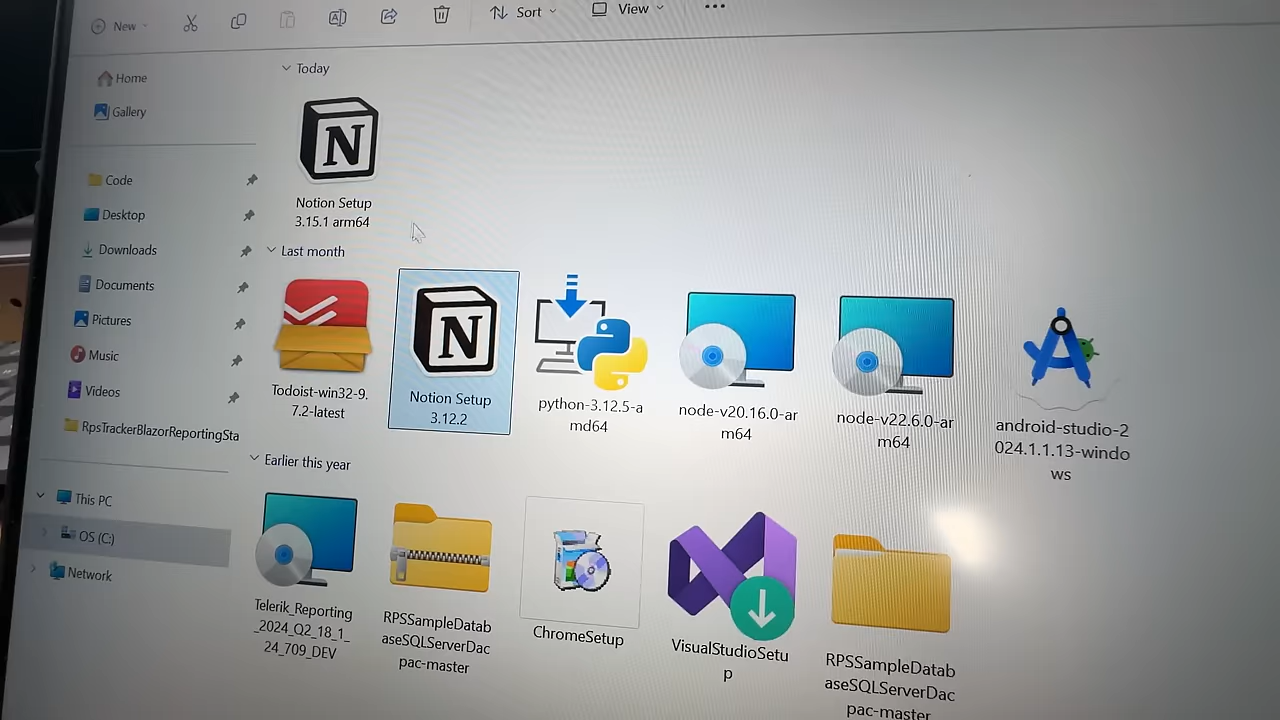 New
Sort
View
Home
Gallery
Code
Desktop
Downloads
Documents
Pictures
Music
Videos
RpsTrackerBlazorReportingSta
This PC
OS (C:)
Network
Today
N
Notion Setup
3.15.1 arm64
Last month
Todoist-win32-9.
7.2-latest
N
Notion Setup
3.12.2
python-3.12.5-a
md64
node-v20.16.0-ar
m64
node-v22.6.0-ar
m64
android-studio-2
024.1.1.13-windo
ws
Earlier this year
Telerik_Reporting
_2024_Q2_18_1_
24_709_DEV
RPSSampleDatab
aseSQLServerDac
pac-master
ChromeSetup
VisualStudioSetu
p
RPSSampleDatab
aseSQLServerDac
pac-master